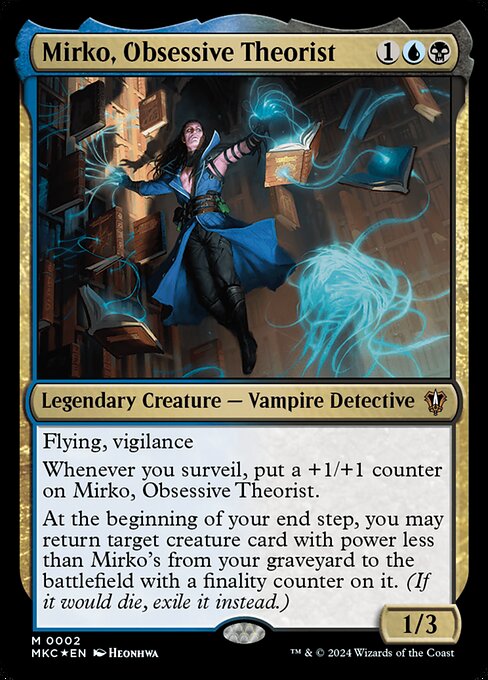 Mirko, Obsessive Theorist 1
Legendary Creature — Vampire Detective
Flying, vigilance
Whenever you surveil, put a +1/+1 counter
on Mirko, Obsessive Theorist.
At the beginning of your end step, you may
return target creature card with power less
than Mirko's from your graveyard to the
battlefield with a finality counter on it. (If
it would die, exile it instead.)
1/3
M 0002
MKC★EN Heonhwa
™ & © 2024 Wizards of the Coast